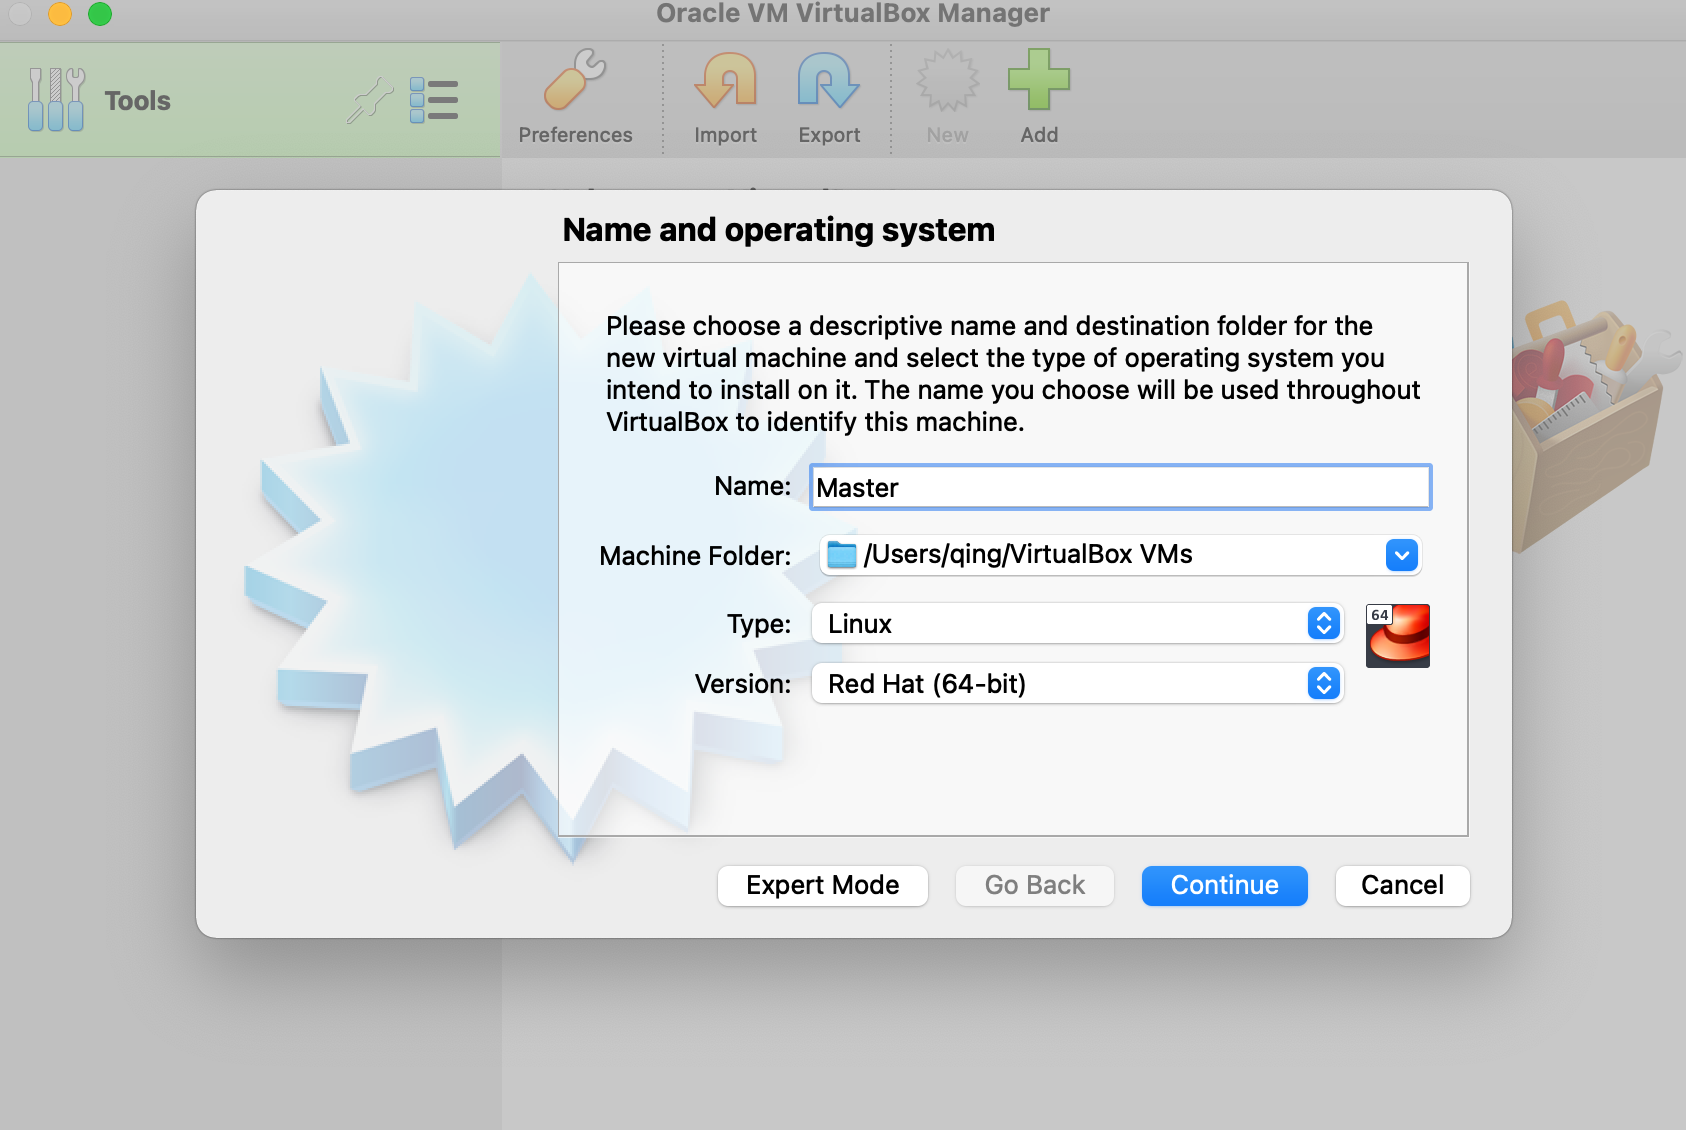 Oracle VM VirtualBox Manager
Tools
Preferences
Import
Export
New
Add
Name and operating system
Please choose a descriptive name and destination folder for the
new virtual machine and select the type of operating system you
intend to install on it. The name you choose will be used throughout
VirtualBox to identify this machine.
Name: Master
Machine Folder: /Users/qing/VirtualBox VMs
Type: Linux
64
Version: Red Hat (64-bit)
Expert Mode
Go Back
Continue
Cancel